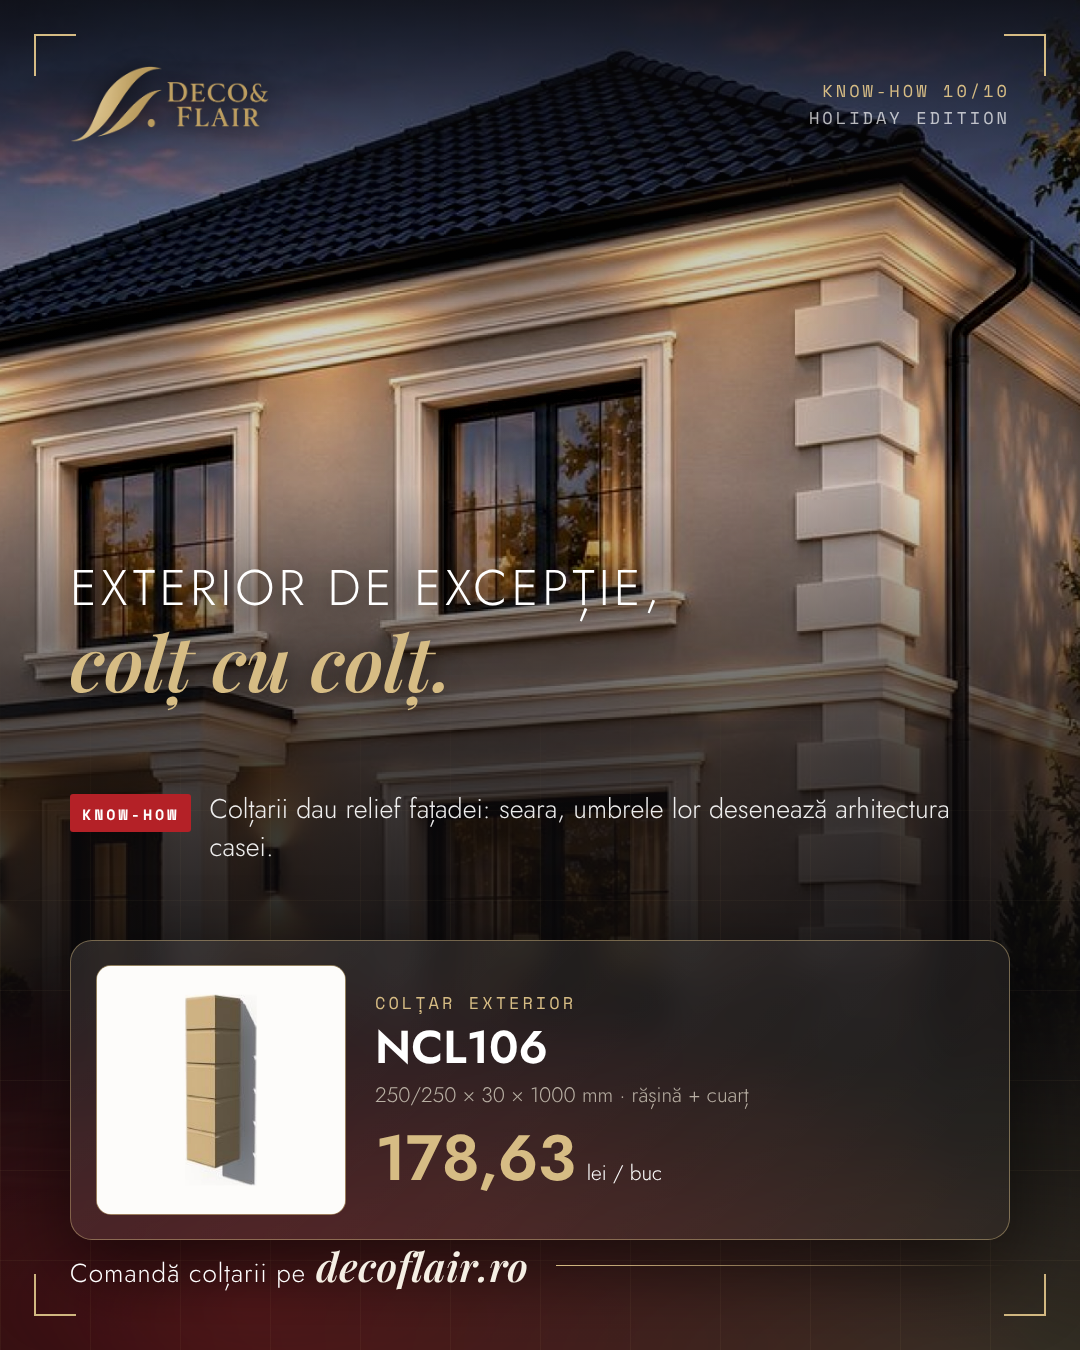 DECO&
FLAIR
KNOW-HOW 10/10
HOLIDAY EDITION
EXTERIOR DE EXCEPȚIE,
colț cu colț.
KNOW-HOW
Colțarii dau relief fațadei: seara, umbrele lor desenează arhitectura
casei.
COLȚAR EXTERIOR
NCL106
250/250 × 30 × 1000 mm · rășină + cuarț
178,63 lei / buc
Comandă colțarii pe decoflair.ro